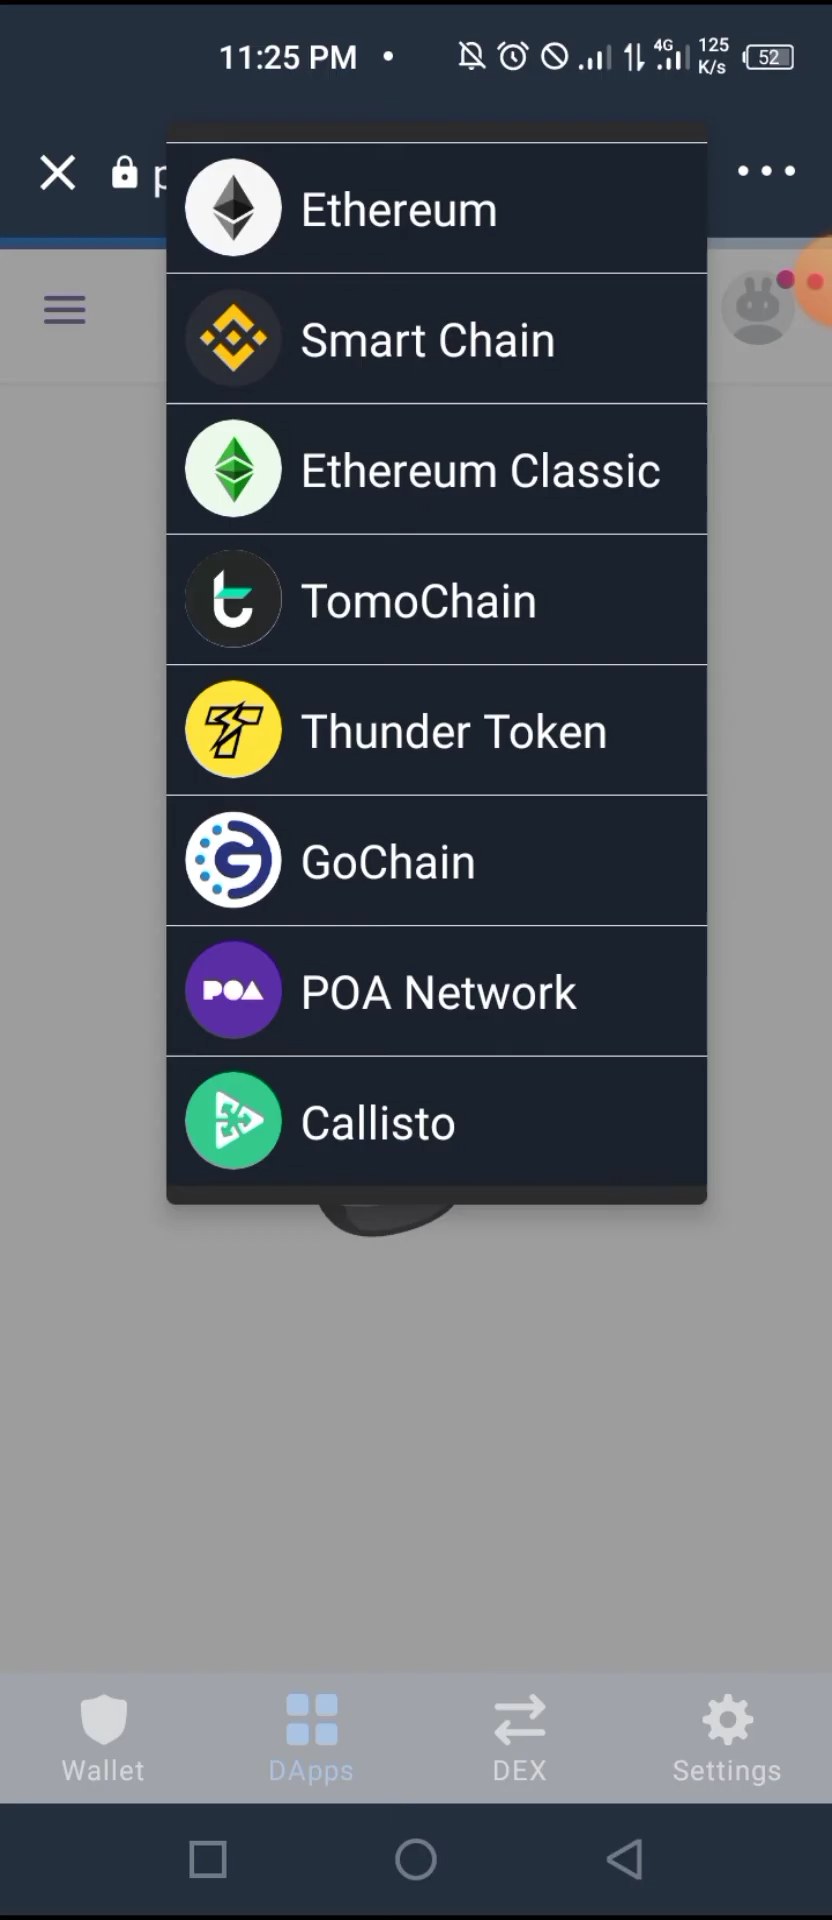 11:25 PM
4G
125
K/s
52
p
Ethereum
Smart Chain
Ethereum Classic
TomoChain
Thunder Token
GoChain
POA
POA Network
Callisto
Wallet
DApps
DEX
Settings